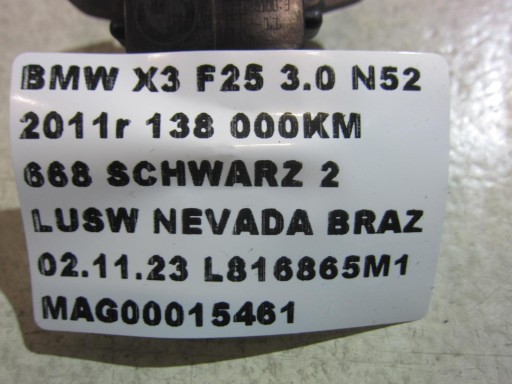 BMW X3 F25 3.0 N52
2011r 138 000KM
668 SCHWARZ 2
LUSW NEVADA BRAZ
02.11.23 L816865M1
MAG00015461